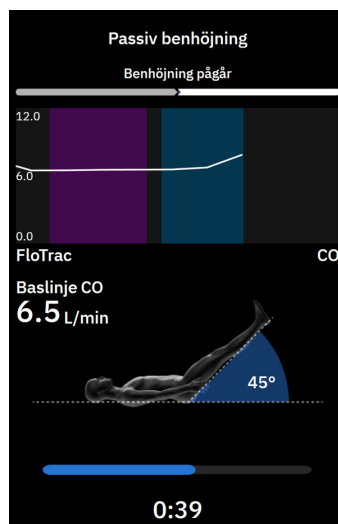 Passiv benhöjning
Benhöjning pågår
12.0
6.0
0.0
FloTrac CO
Baslinje CO
6.5 L/min
45°
0:39